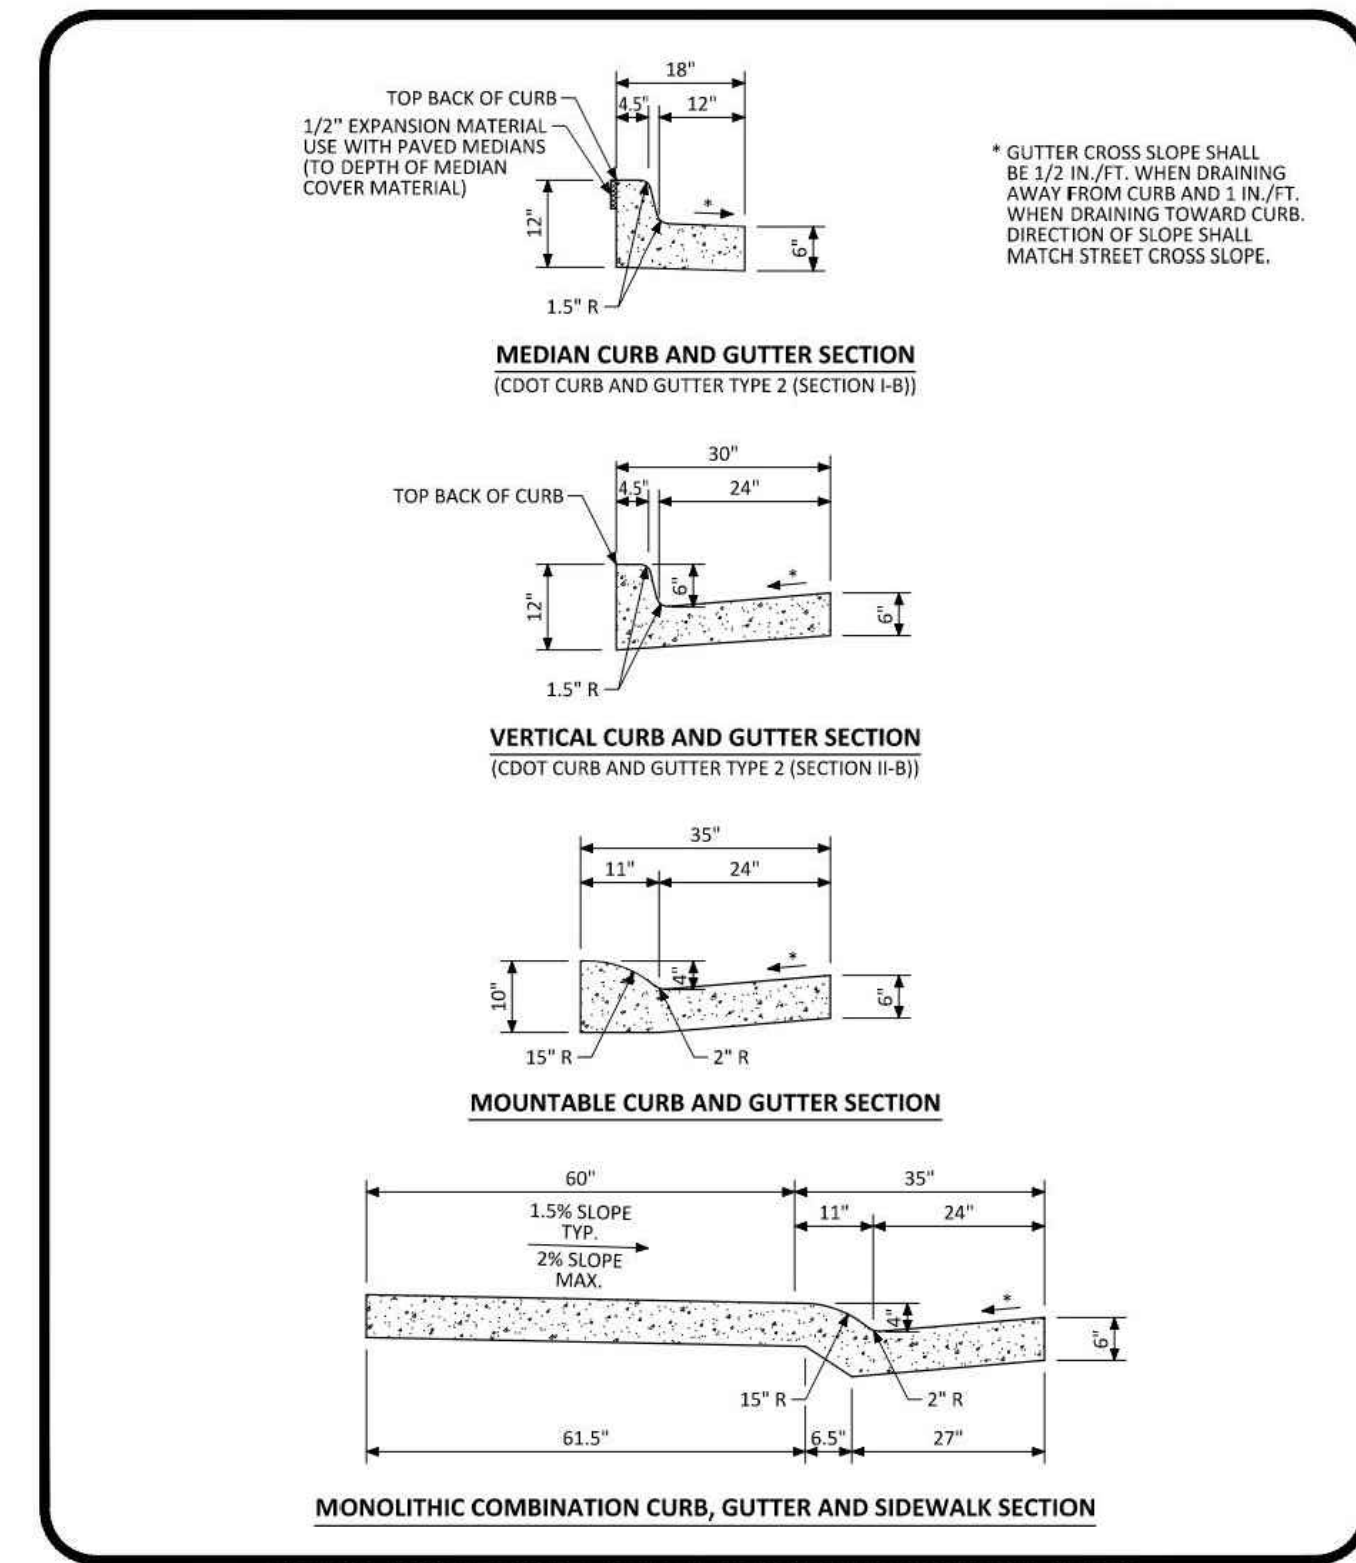 18"
TOP BACK OF CURB
4.5"
12"
1/2" EXPANSION MATERIAL
USE WITH PAVED MEDIANS
(TO DEPTH OF MEDIAN
COVER MATERIAL)
12"
*
6"
1.5" R
* GUTTER CROSS SLOPE SHALL
BE 1/2 IN./FT. WHEN DRAINING
AWAY FROM CURB AND 1 IN./FT.
WHEN DRAINING TOWARD CURB.
DIRECTION OF SLOPE SHALL
MATCH STREET CROSS SLOPE.
MEDIAN CURB AND GUTTER SECTION
(CDOT CURB AND GUTTER TYPE 2 (SECTION I-B))
30"
TOP BACK OF CURB
4.5"
24"
12"
6"
*
6"
1.5" R
VERTICAL CURB AND GUTTER SECTION
(CDOT CURB AND GUTTER TYPE 2 (SECTION II-B))
35"
11"
24"
10"
4"
*
6"
15" R
2" R
MOUNTABLE CURB AND GUTTER SECTION
60"
35"
1.5% SLOPE
TYP.
2% SLOPE
MAX.
11"
24"
4"
*
6"
15" R
2" R
61.5"
6.5"
27"
MONOLITHIC COMBINATION CURB, GUTTER AND SIDEWALK SECTION